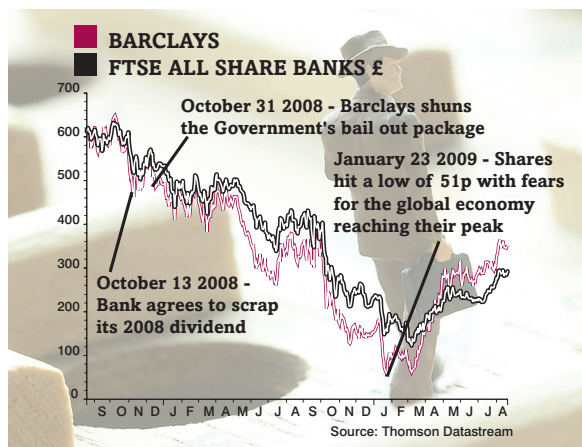 BARCLAYS
FTSE ALL SHARE BANKS £
700
600
500
400
300
200
100
0
October 31 2008 - Barclays shuns
the Government's bail out package
January 23 2009 - Shares
hit a low of 51p with fears
for the global economy
reaching their peak
October 13 2008 -
Bank agrees to scrap
its 2008 dividend
S O N D J F M A M J J A S O N D J F M A M J J A
Source: Thomson Datastream